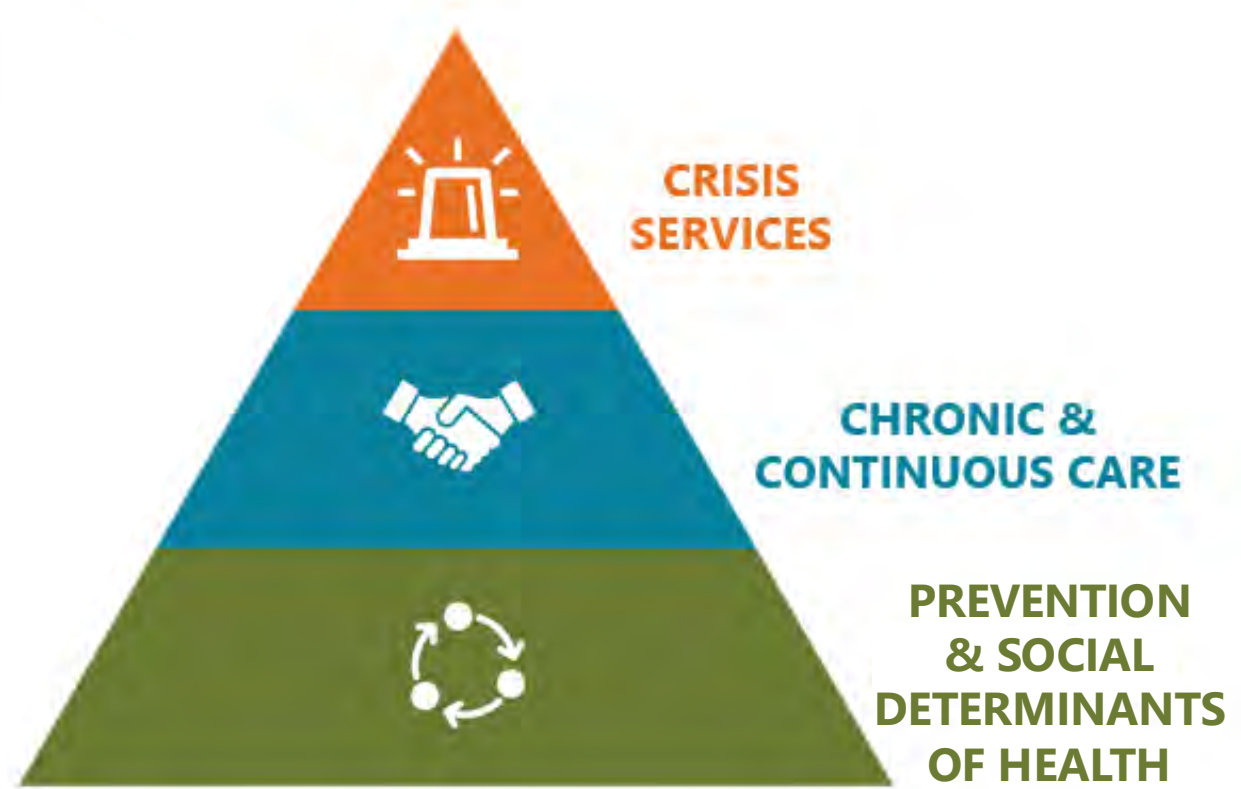 CRISIS
SERVICES
CHRONIC &
CONTINUOUS CARE
PREVENTION
& SOCIAL
DETERMINANTS
OF HEALTH